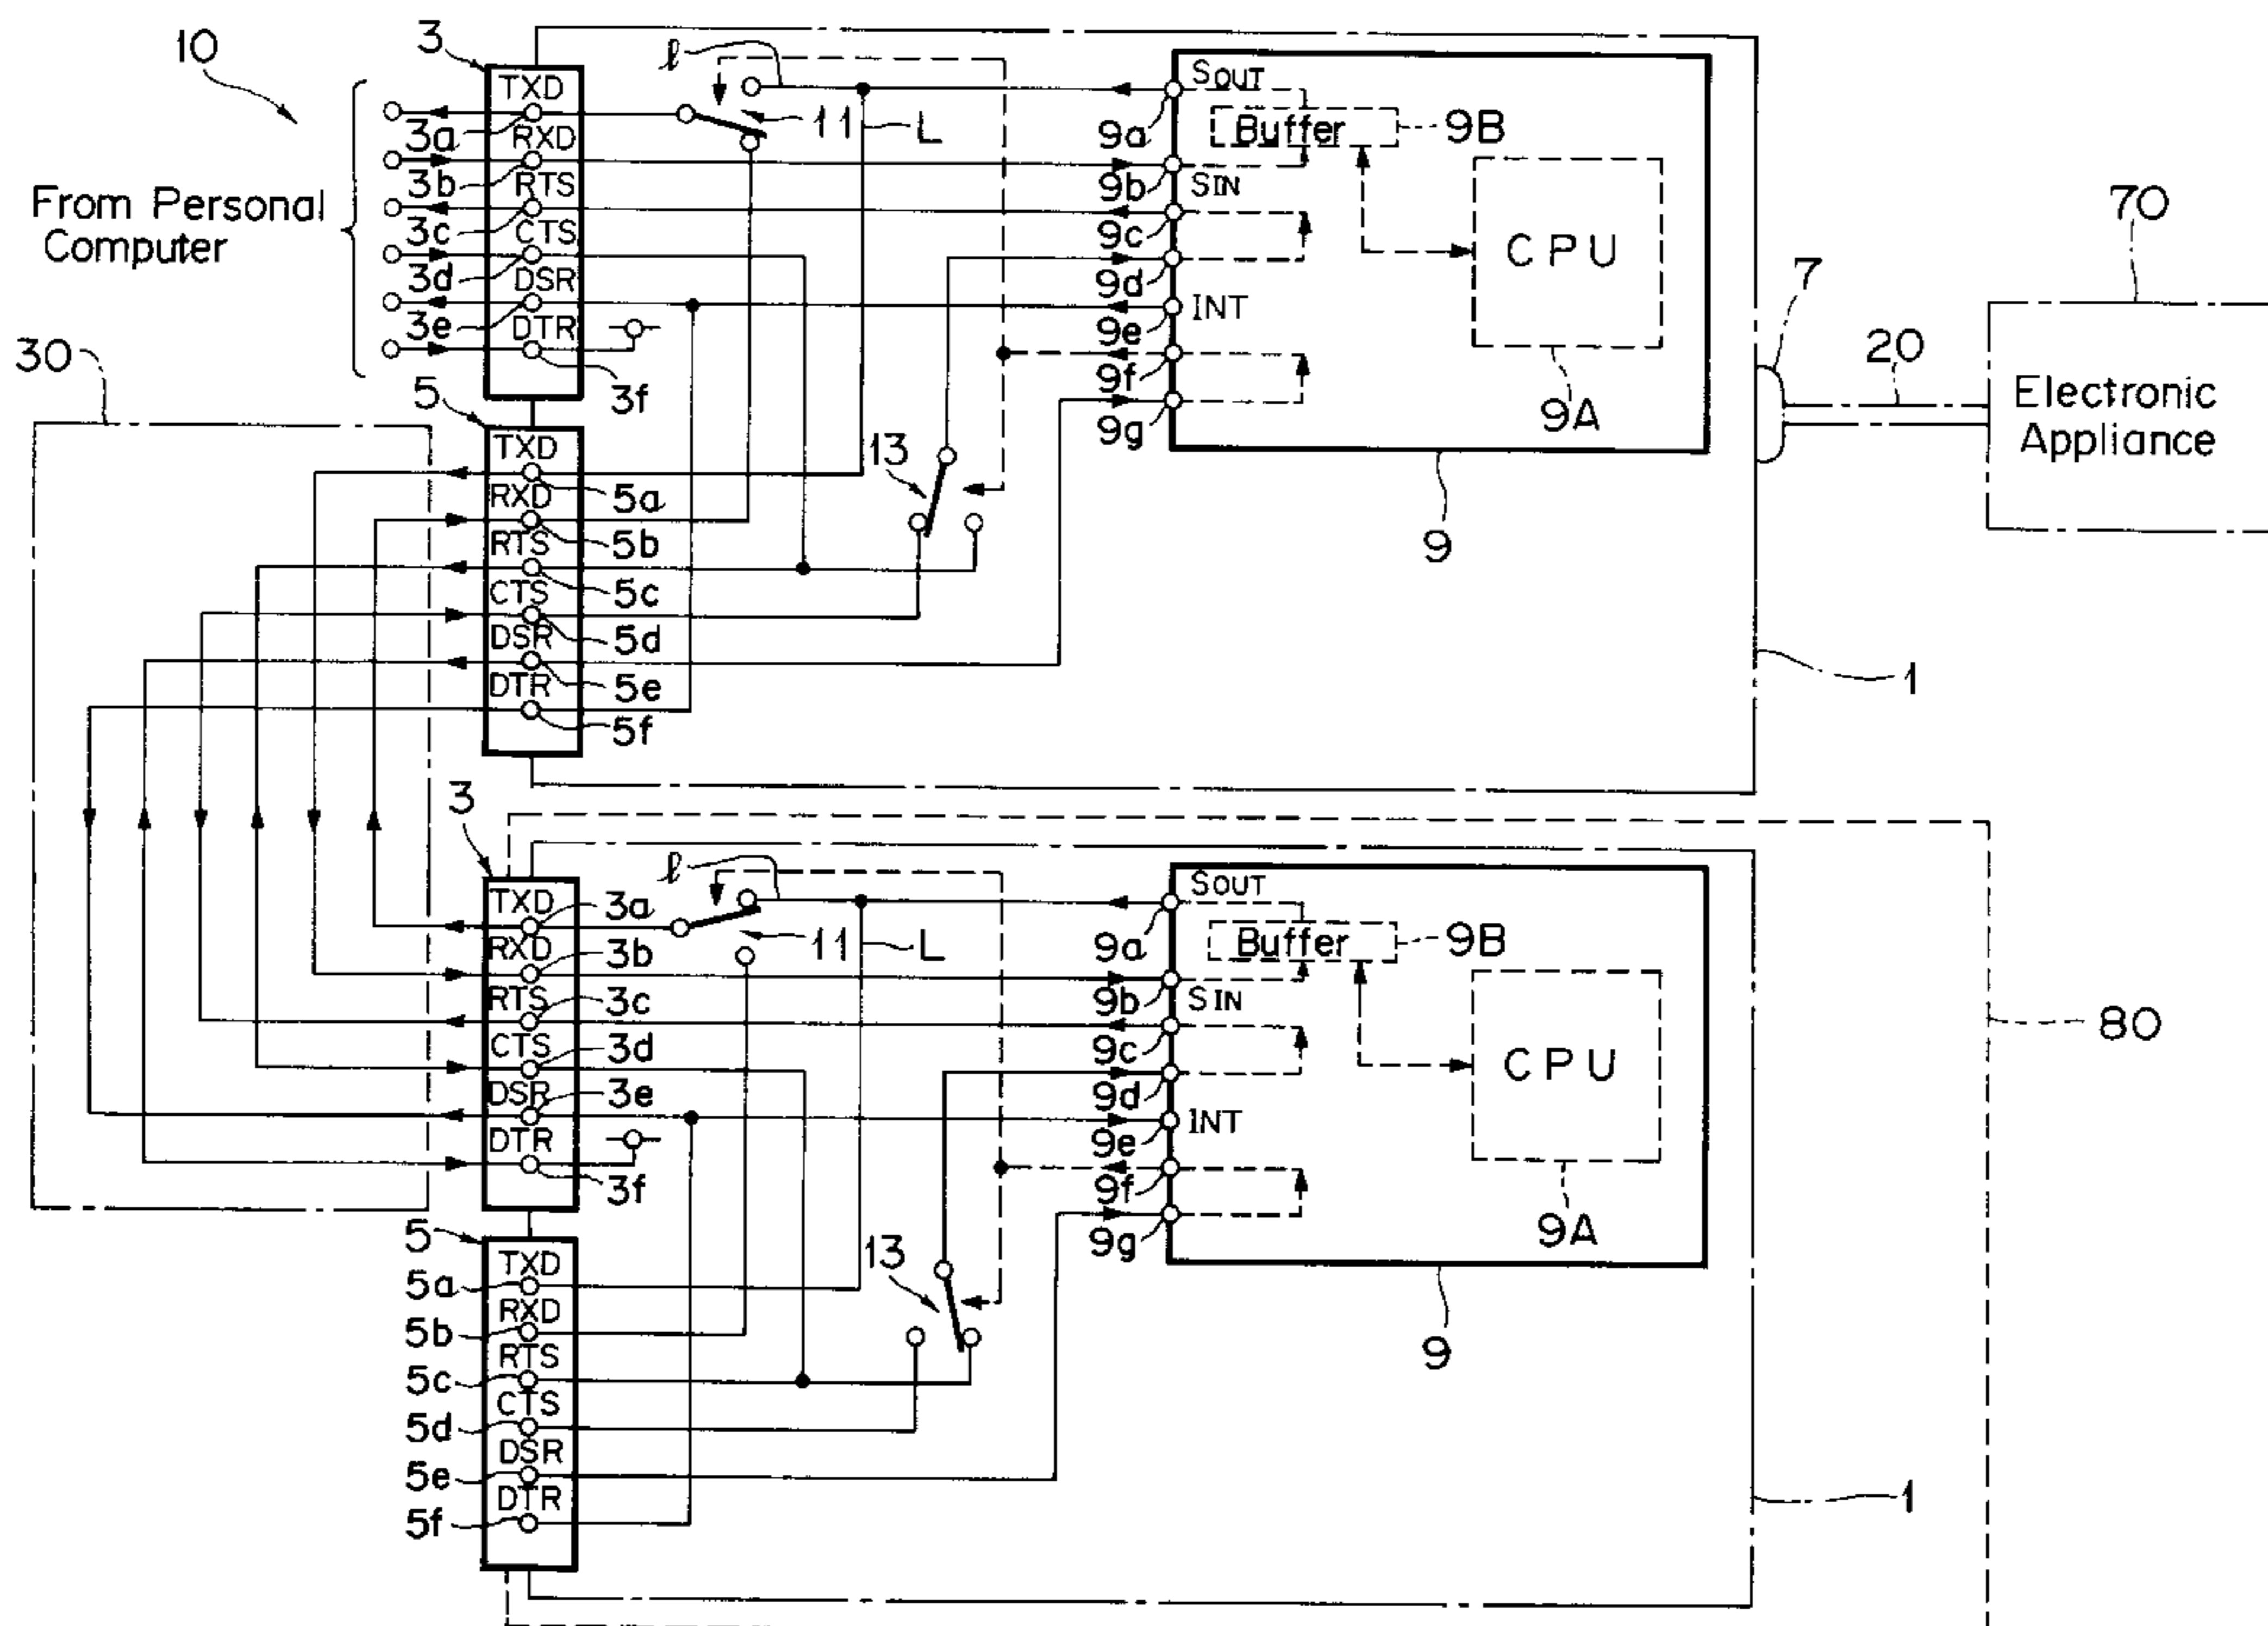 10
From Personal
Computer
3
TXD
3a
RXD
3b
RTS
3c
CTS
3d
DSR
3e
DTR
3f
ℓ
11
L
SOUT
9a
Buffer
9B
9b
SIN
9c
CPU
9d
INT
9e
9f
9g
9A
9
70
7
20
Electronic
Appliance
30
5
TXD
5a
RXD
5b
RTS
5c
CTS
5d
DSR
5e
DTR
5f
13
1
3
TXD
3a
RXD
3b
RTS
3c
CTS
3d
DSR
3e
DTR
3f
ℓ
11
L
SOUT
9a
Buffer
9B
9b
SIN
9c
CPU
9d
INT
9e
9f
9g
9A
9
80
5
TXD
5a
RXD
5b
RTS
5c
CTS
5d
DSR
5e
DTR
5f
13
1